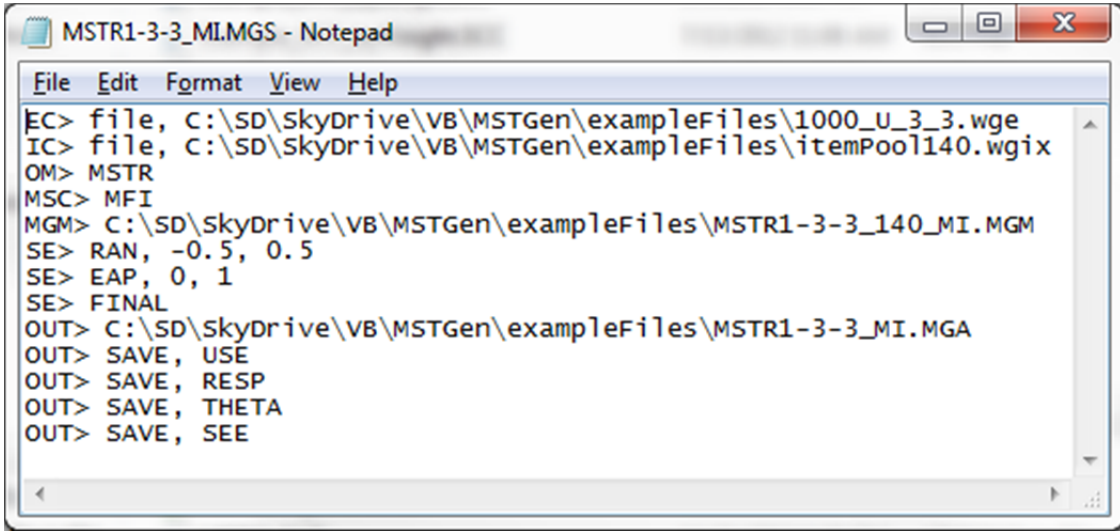 MSTR1-3-3_MI.MGS - Notepad
File Edit Format View Help
EC> file, C:\SD\SkyDrive\VB\MSTGen\exampleFiles\1000_U_3_3.wge
IC> file, C:\SD\SkyDrive\VB\MSTGen\exampleFiles\itemPool140.wgix
OM> MSTR
MSC> MFI
MGM> C:\SD\SkyDrive\VB\MSTGen\exampleFiles\MSTR1-3-3_140_MI.MGM
SE> RAN, -0.5, 0.5
SE> EAP, 0, 1
SE> FINAL
OUT> C:\SD\SkyDrive\VB\MSTGen\exampleFiles\MSTR1-3-3_MI.MGA
OUT> SAVE, USE
OUT> SAVE, RESP
OUT> SAVE, THETA
OUT> SAVE, SEE